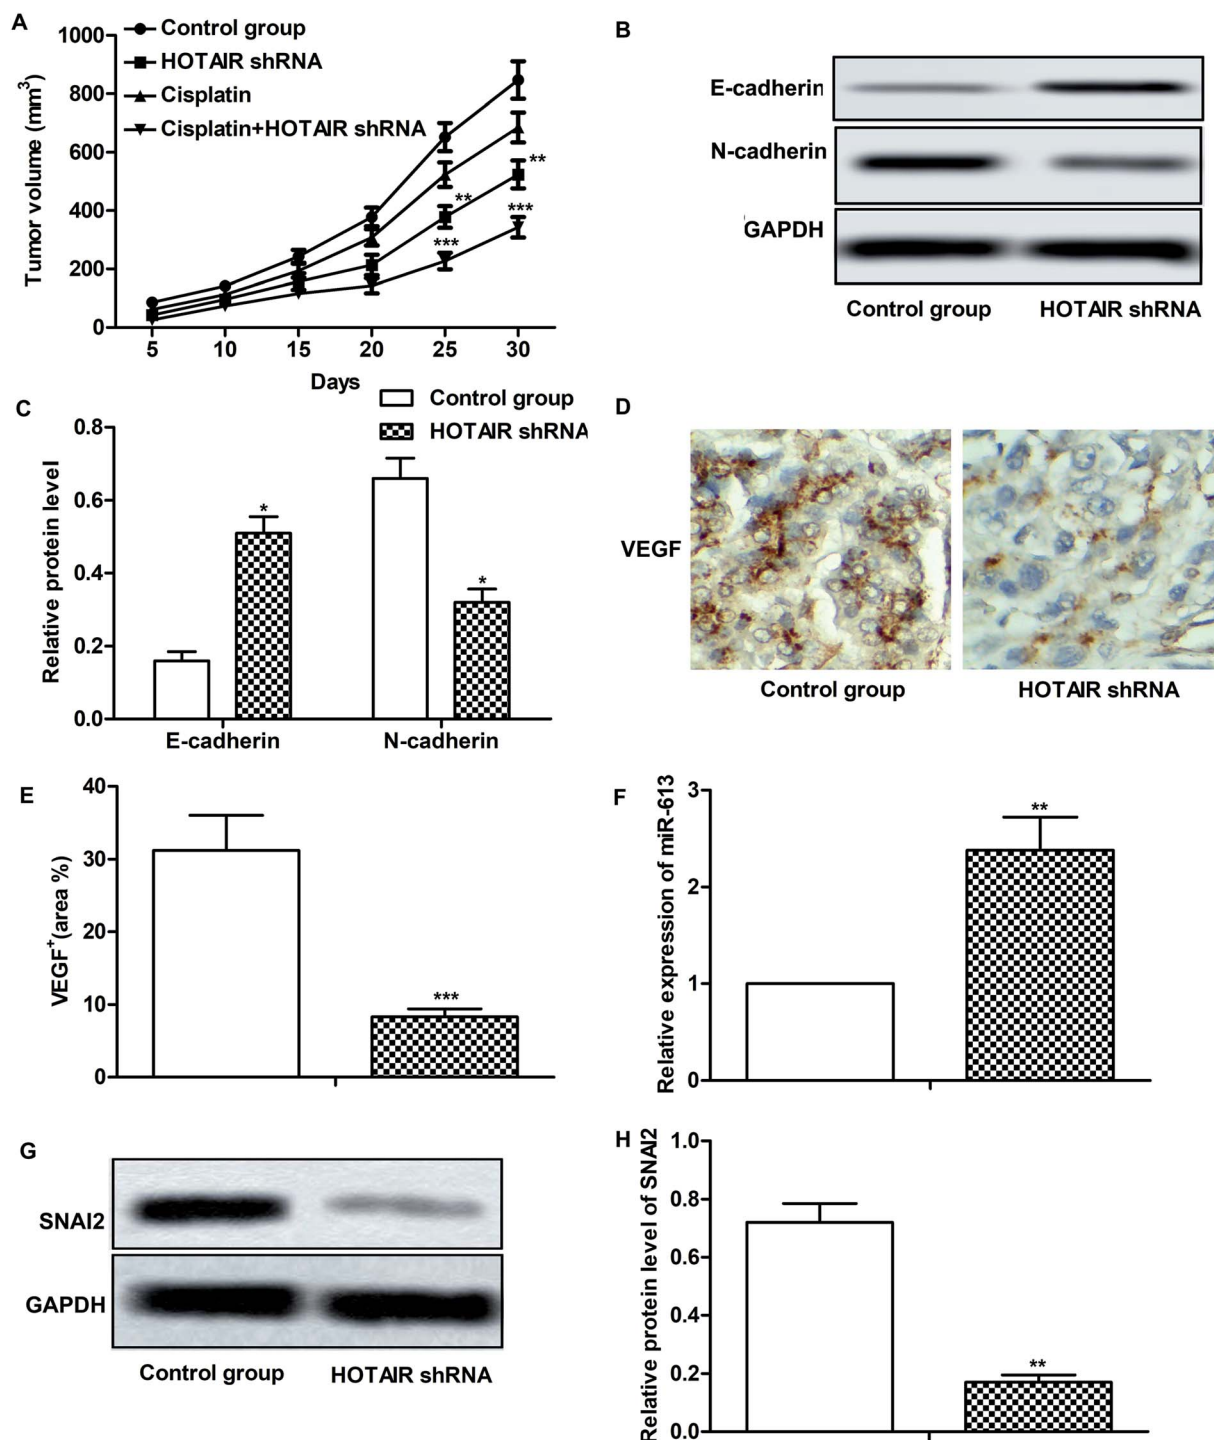 A
Tumor volume (mm³)
1000
800
600
400
200
0
Control group
HOTAIR shRNA
Cisplatin
Cisplatin+HOTAIR shRNA
**
**
***
***
5 10 15 20 25 30
Days
B
E-cadherin
N-cadherin
GAPDH
Control group HOTAIR shRNA
C
Control group
HOTAIR shRNA
Relative protein level
0.8
0.6
0.4
0.2
0.0
*
*
E-cadherin N-cadherin
D
VEGF
Control group HOTAIR shRNA
E
VEGF⁺(area %)
40
30
20
10
0
***
F
Relative expression of miR-613
3
2
1
0
**
G
SNAI2
GAPDH
Control group HOTAIR shRNA
H
Relative protein level of SNAI2
1.0
0.8
0.6
0.4
0.2
0.0
**